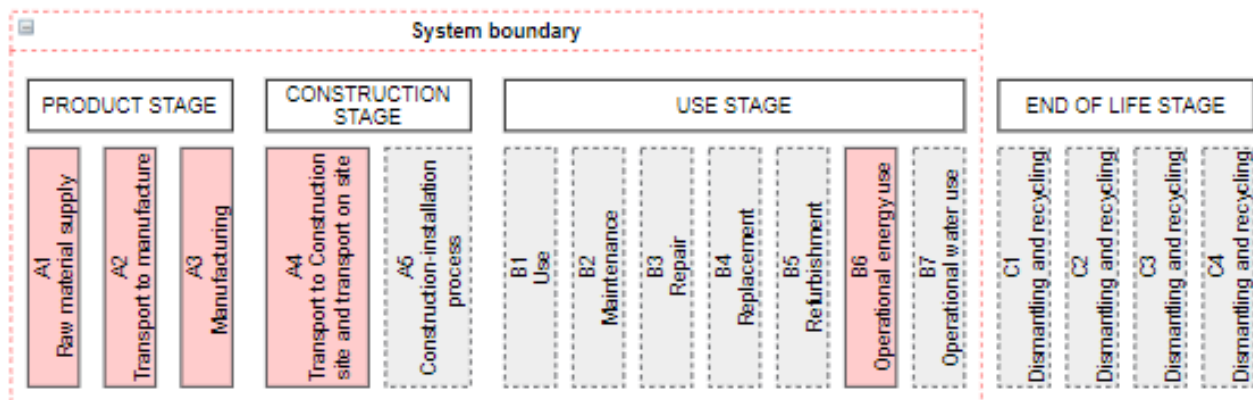 System boundary
PRODUCT STAGE
CONSTRUCTION
STAGE
USE STAGE
END OF LIFE STAGE
A1
Raw material supply
A2
Transport to manufacture
A3
Manufacturing
A4
Transport to Construction
site and transport on site
A5
Construction-installation
process
B1
Use
B2
Maintenance
B3
Repair
B4
Replacement
B5
Refurbishment
B6
Operational energy use
B7
Operational water use
C1
Dismantling and recycling
C2
Dismantling and recycling
C3
Dismantling and recycling
C4
Dismantling and recycling